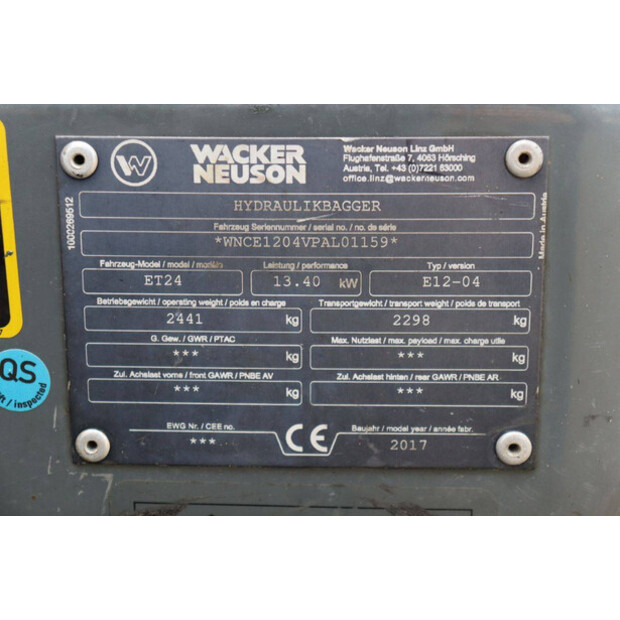 WACKER
NEUSON
Wacker Neuson Linz GmbH
Flughafenstraße 7, 4063 Hörsching
Austria, Tel. +43 (0)7221 63000
office.linz@wackerneuson.com
HYDRAULIKBAGGER
Fahrzeug Seriennummer / serial no. / no. de série
*WNCE1204VPAL01159*
Fahrzeug-Model / model / modèle Leistung / performance Typ / version
ET24 13.40 kW E12-04
Betriebsgewicht / operating weight / poids en charge Transportgewicht / transport weight / poids de transport
2441 kg 2298 kg
G. Gew. / GWR / PTAC Max. Nutzlast / max. payload / max. charge utile
*** kg *** kg
Zul. Achslast vorne / front GAWR / PNBE AV Zul. Achslast hinten / rear GAWR / PNBE AR
*** kg *** kg
EWG Nr. / CEE no. Baujahr / model year / année fabr.
*** CE 2017
1000269512
Made in Austria
QS
/ inspected